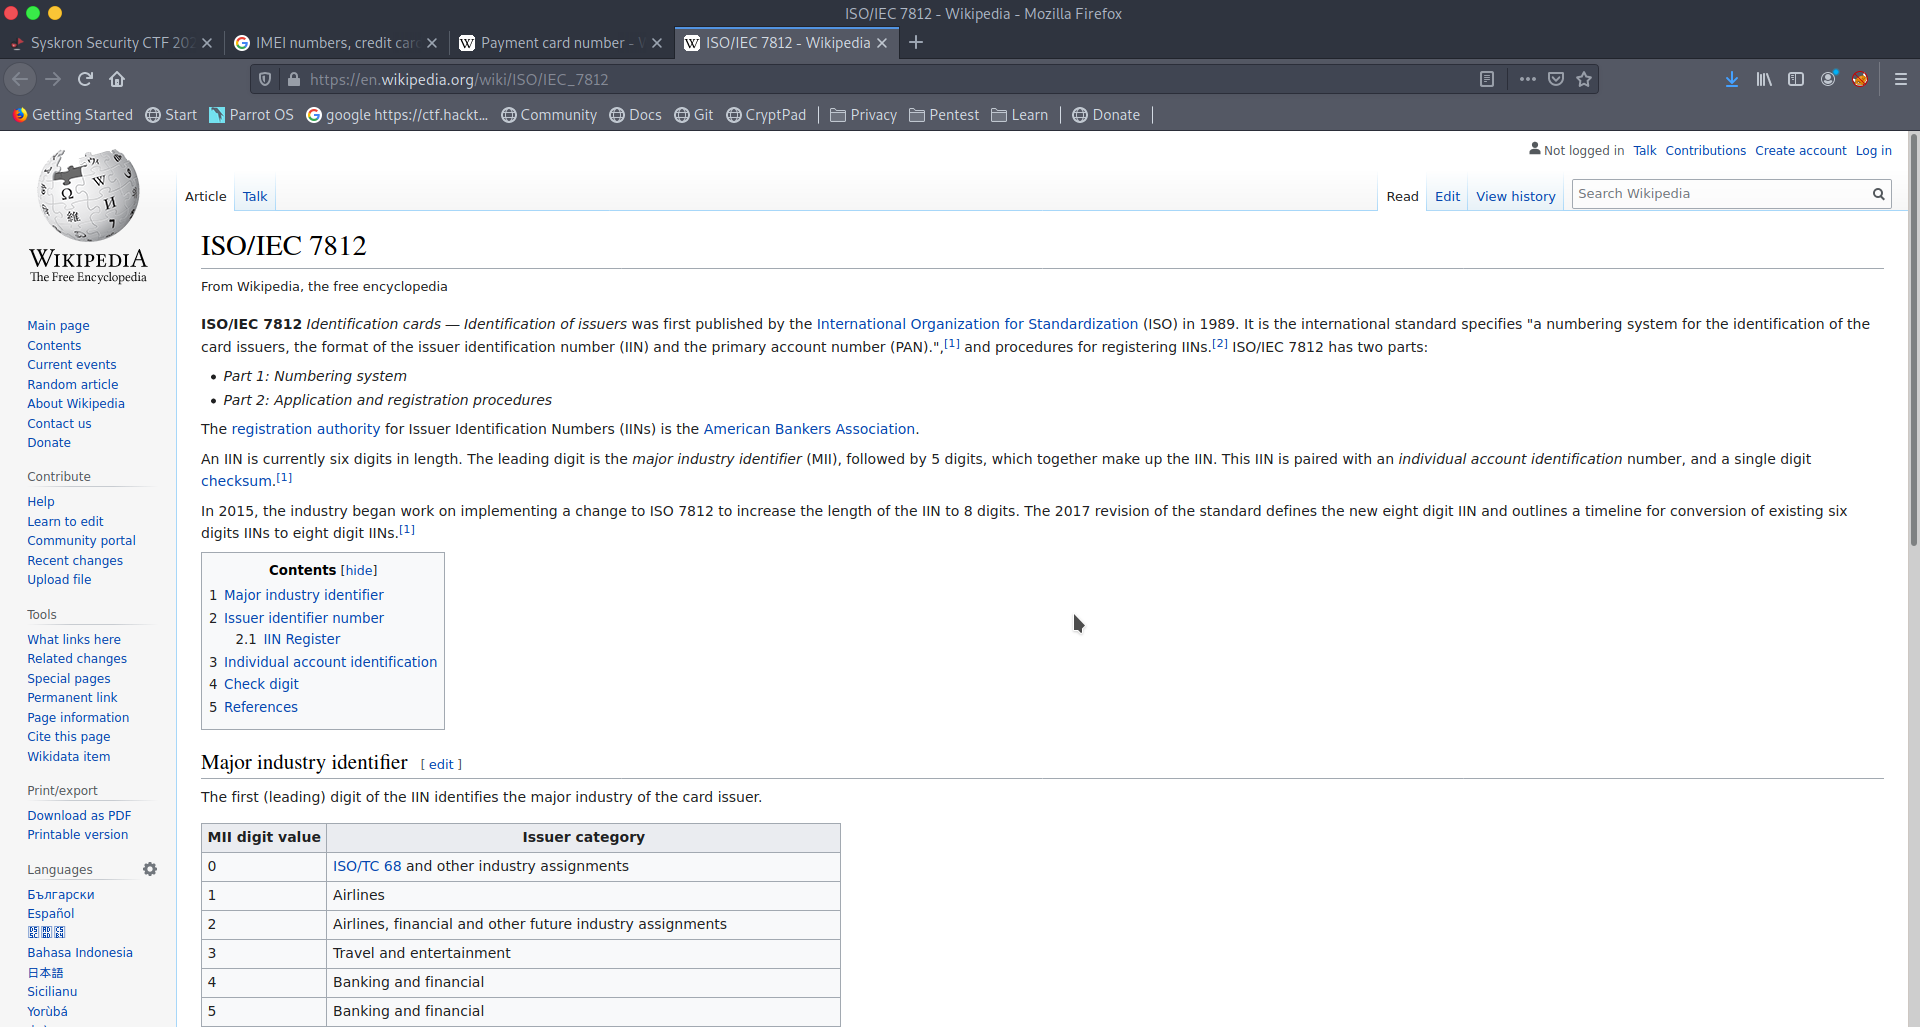 ISO/IEC 7812 - Wikipedia - Mozilla Firefox
Syskron Security CTF 202
IMEI numbers, credit car
Payment card number - W
ISO/IEC 7812 - Wikipedia
https://en.wikipedia.org/wiki/ISO/IEC_7812
Getting Started Start Parrot OS google https://ctf.hackt... Community Docs Git CryptPad Privacy Pentest Learn Donate
Not logged in Talk Contributions Create account Log in
Article Talk Read Edit View history Search Wikipedia
WIKIPEDIA
The Free Encyclopedia
Main page
Contents
Current events
Random article
About Wikipedia
Contact us
Donate
Contribute
Help
Learn to edit
Community portal
Recent changes
Upload file
Tools
What links here
Related changes
Special pages
Permanent link
Page information
Cite this page
Wikidata item
Print/export
Download as PDF
Printable version
Languages
Български
Español
Bahasa Indonesia
日本語
Sicilianu
Yorùbá
ISO/IEC 7812
From Wikipedia, the free encyclopedia
ISO/IEC 7812 Identification cards — Identification of issuers was first published by the International Organization for Standardization (ISO) in 1989. It is the international standard specifies "a numbering system for the identification of the
card issuers, the format of the issuer identification number (IIN) and the primary account number (PAN).",[1] and procedures for registering IINs.[2] ISO/IEC 7812 has two parts:
• Part 1: Numbering system
• Part 2: Application and registration procedures
The registration authority for Issuer Identification Numbers (IINs) is the American Bankers Association.
An IIN is currently six digits in length. The leading digit is the major industry identifier (MII), followed by 5 digits, which together make up the IIN. This IIN is paired with an individual account identification number, and a single digit
checksum.[1]
In 2015, the industry began work on implementing a change to ISO 7812 to increase the length of the IIN to 8 digits. The 2017 revision of the standard defines the new eight digit IIN and outlines a timeline for conversion of existing six
digits IINs to eight digit IINs.[1]
Contents [hide]
1 Major industry identifier
2 Issuer identifier number
2.1 IIN Register
3 Individual account identification
4 Check digit
5 References
Major industry identifier [ edit ]
The first (leading) digit of the IIN identifies the major industry of the card issuer.
MII digit value Issuer category
0 ISO/TC 68 and other industry assignments
1 Airlines
2 Airlines, financial and other future industry assignments
3 Travel and entertainment
4 Banking and financial
5 Banking and financial